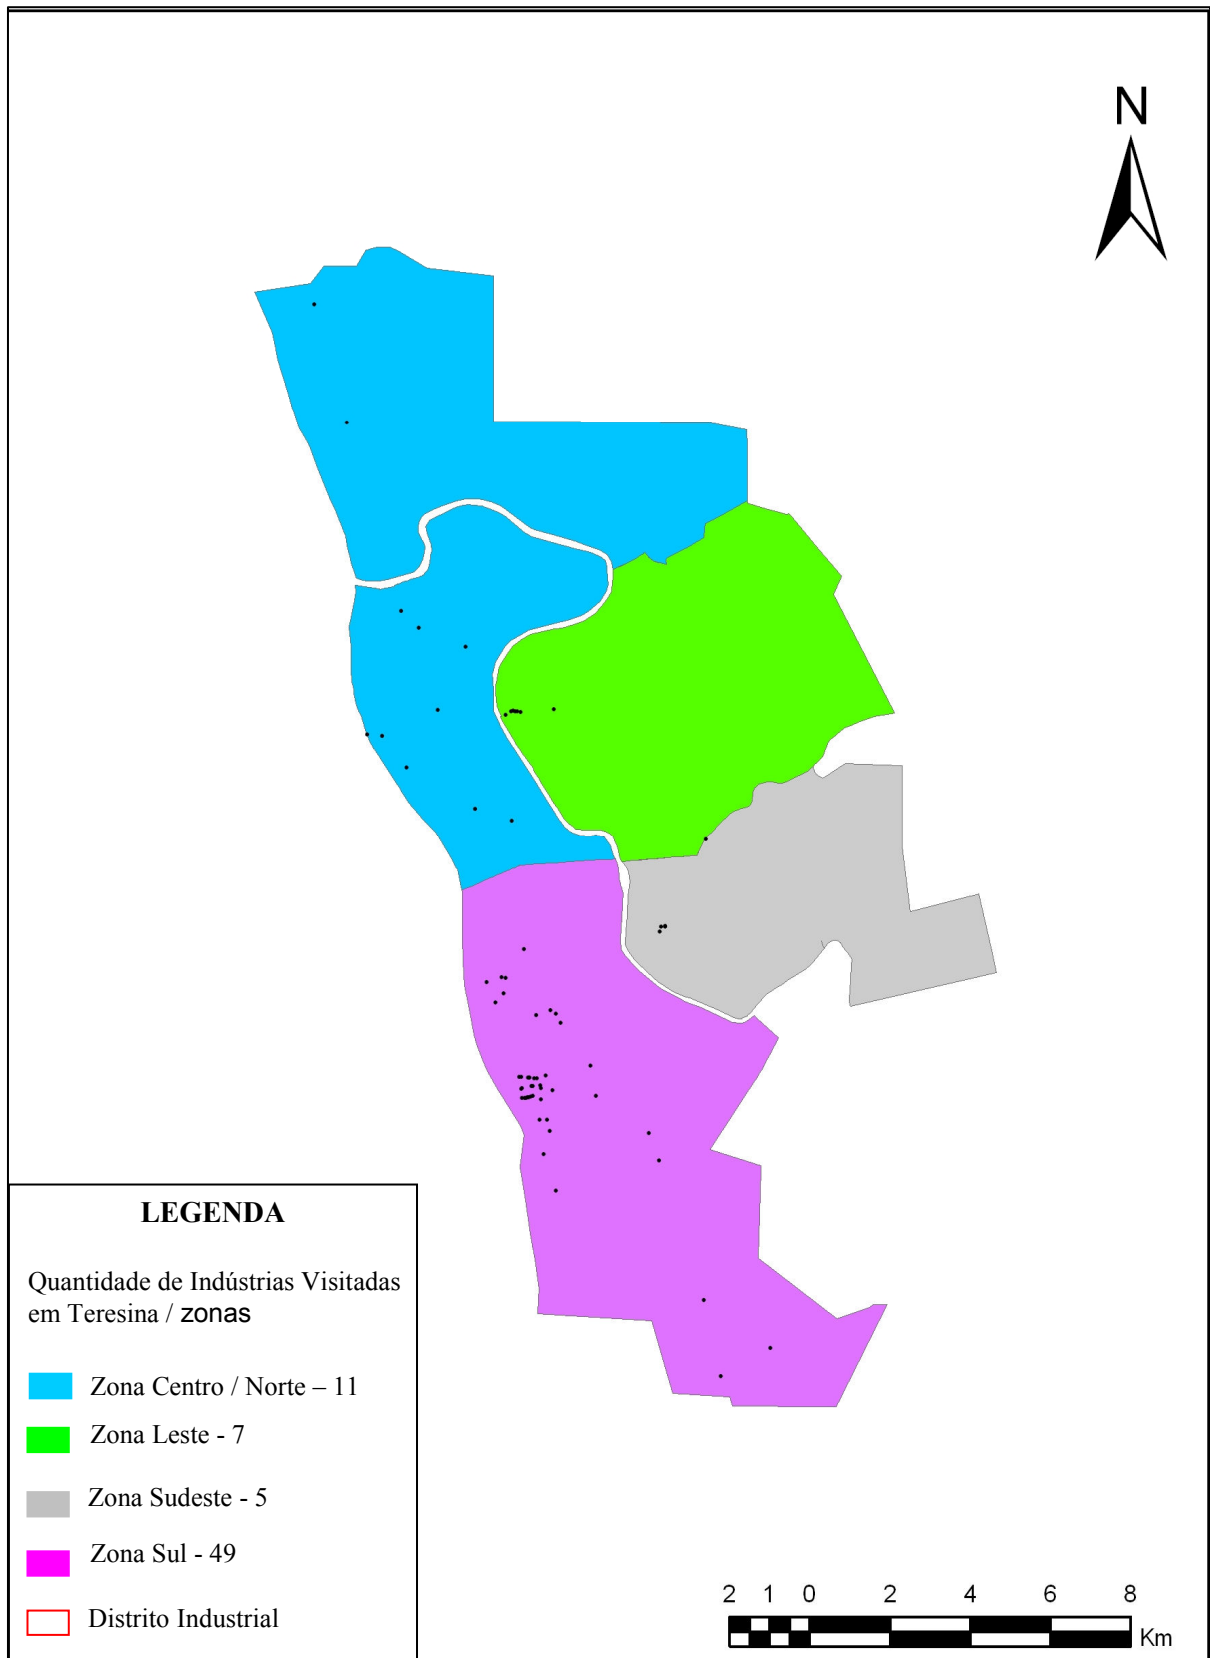 N
LEGENDA
Quantidade de Indústrias Visitadas
em Teresina / zonas
Zona Centro / Norte – 11
Zona Leste - 7
Zona Sudeste - 5
Zona Sul - 49
Distrito Industrial
2 1 0 2 4 6 8
Km